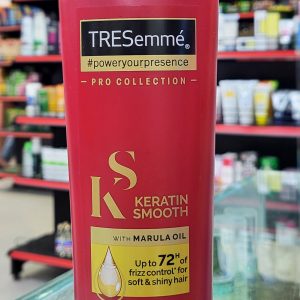 TRESemmé®
#poweryourpresence
PRO COLLECTION
KS
KERATIN
SMOOTH
WITH MARULA OIL
Up to 72H of
frizz control* for
soft & shiny hair